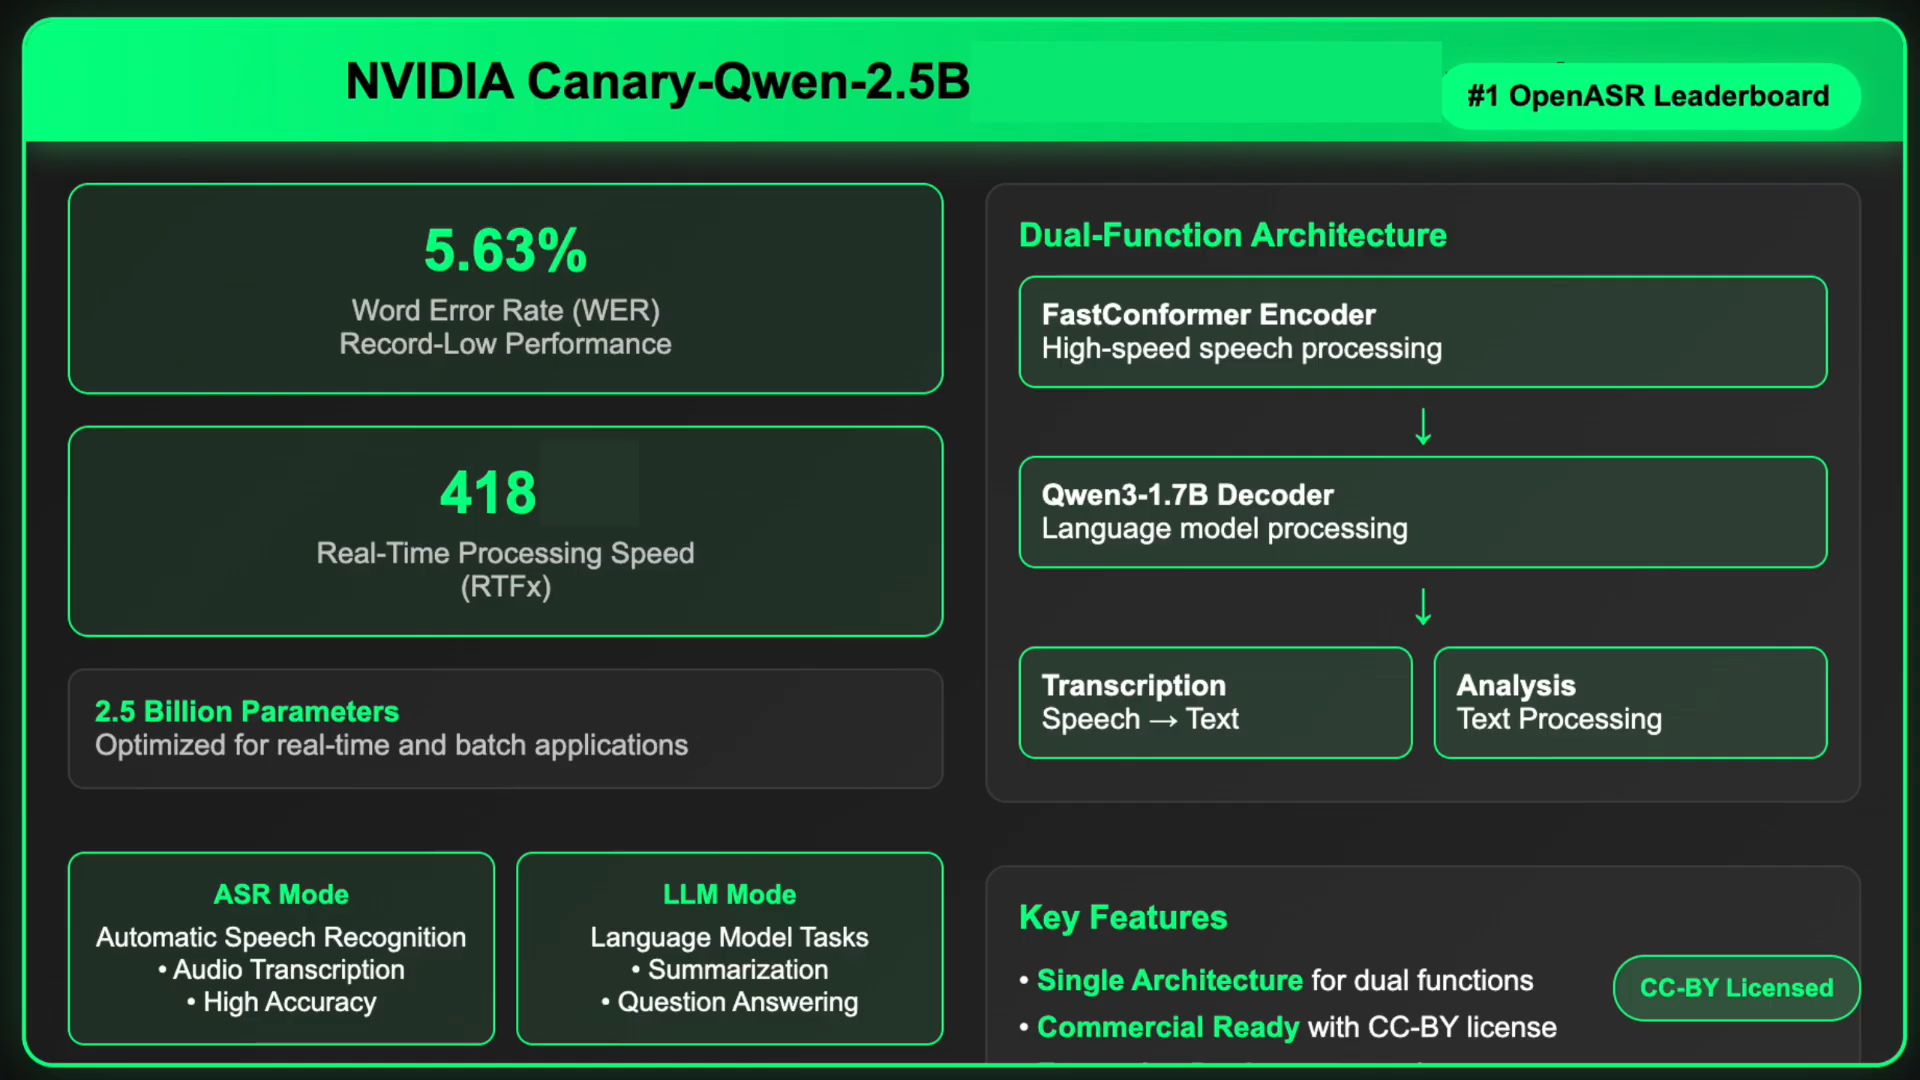 NVIDIA Canary-Qwen-2.5B
#1 OpenASR Leaderboard
5.63%
Word Error Rate (WER)
Record-Low Performance
418
Real-Time Processing Speed
(RTFx)
2.5 Billion Parameters
Optimized for real-time and batch applications
ASR Mode
Automatic Speech Recognition
• Audio Transcription
• High Accuracy
LLM Mode
Language Model Tasks
• Summarization
• Question Answering
Dual-Function Architecture
FastConformer Encoder
High-speed speech processing
↓
Qwen3-1.7B Decoder
Language model processing
↓
Transcription
Speech → Text
Analysis
Text Processing
Key Features
• Single Architecture for dual functions
• Commercial Ready with CC-BY license
CC-BY Licensed